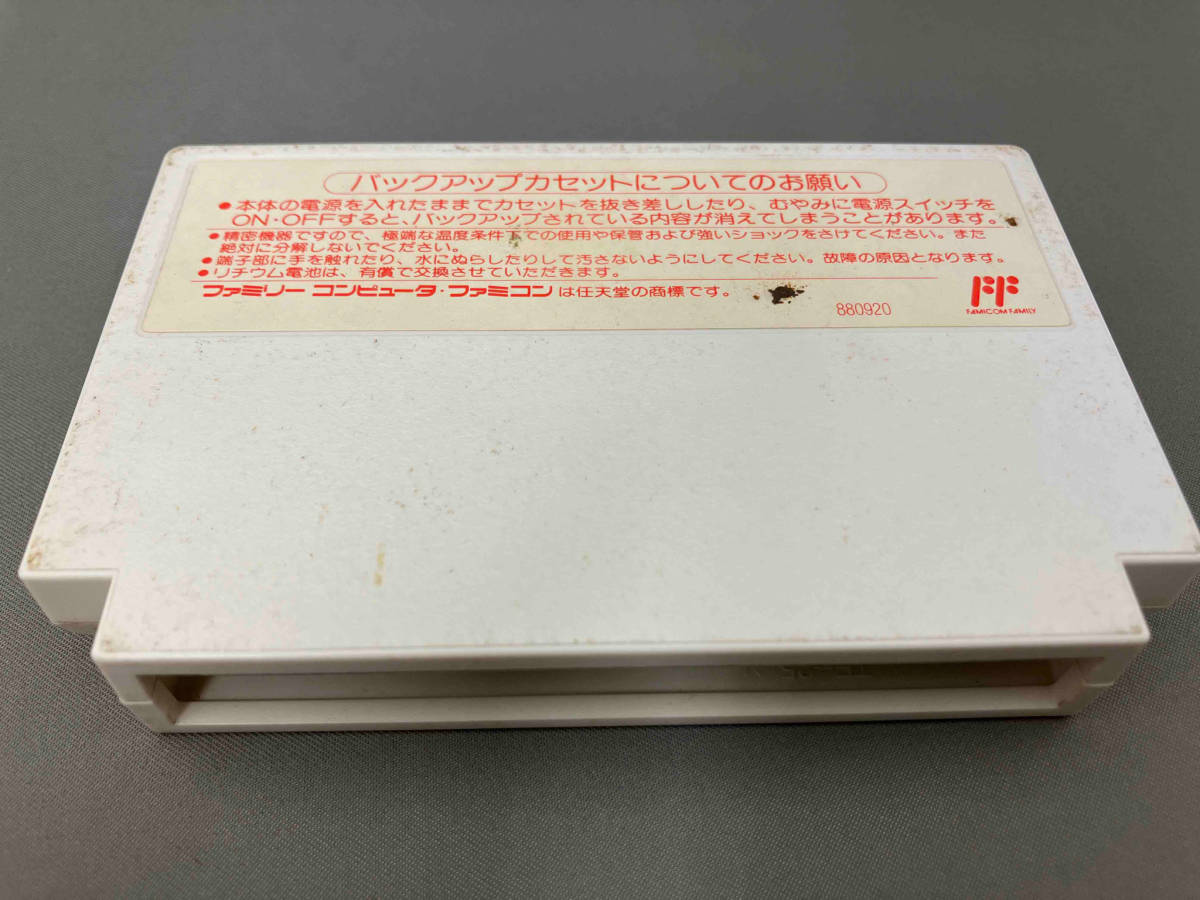 バックアップカセットについてのお願い
●本体の電源を入れたままでカセットを抜き差ししたり、むやみに電源スイッチを
ON・OFFすると、バックアップされている内容が消えてしまうことがあります。
●精密機器ですので、極端な温度条件下での使用や保管および強いショックをさけてください。また
絶対に分解しないでください。
●端子部に手を触れたり、水にぬらしたりして汚さないようにしてください。故障の原因となります。
●リチウム電池は、有償で交換させていただきます。
ファミリー コンピュータ・ファミコン は任天堂の商標です。
880920
FF
FAMICOM FAMILY